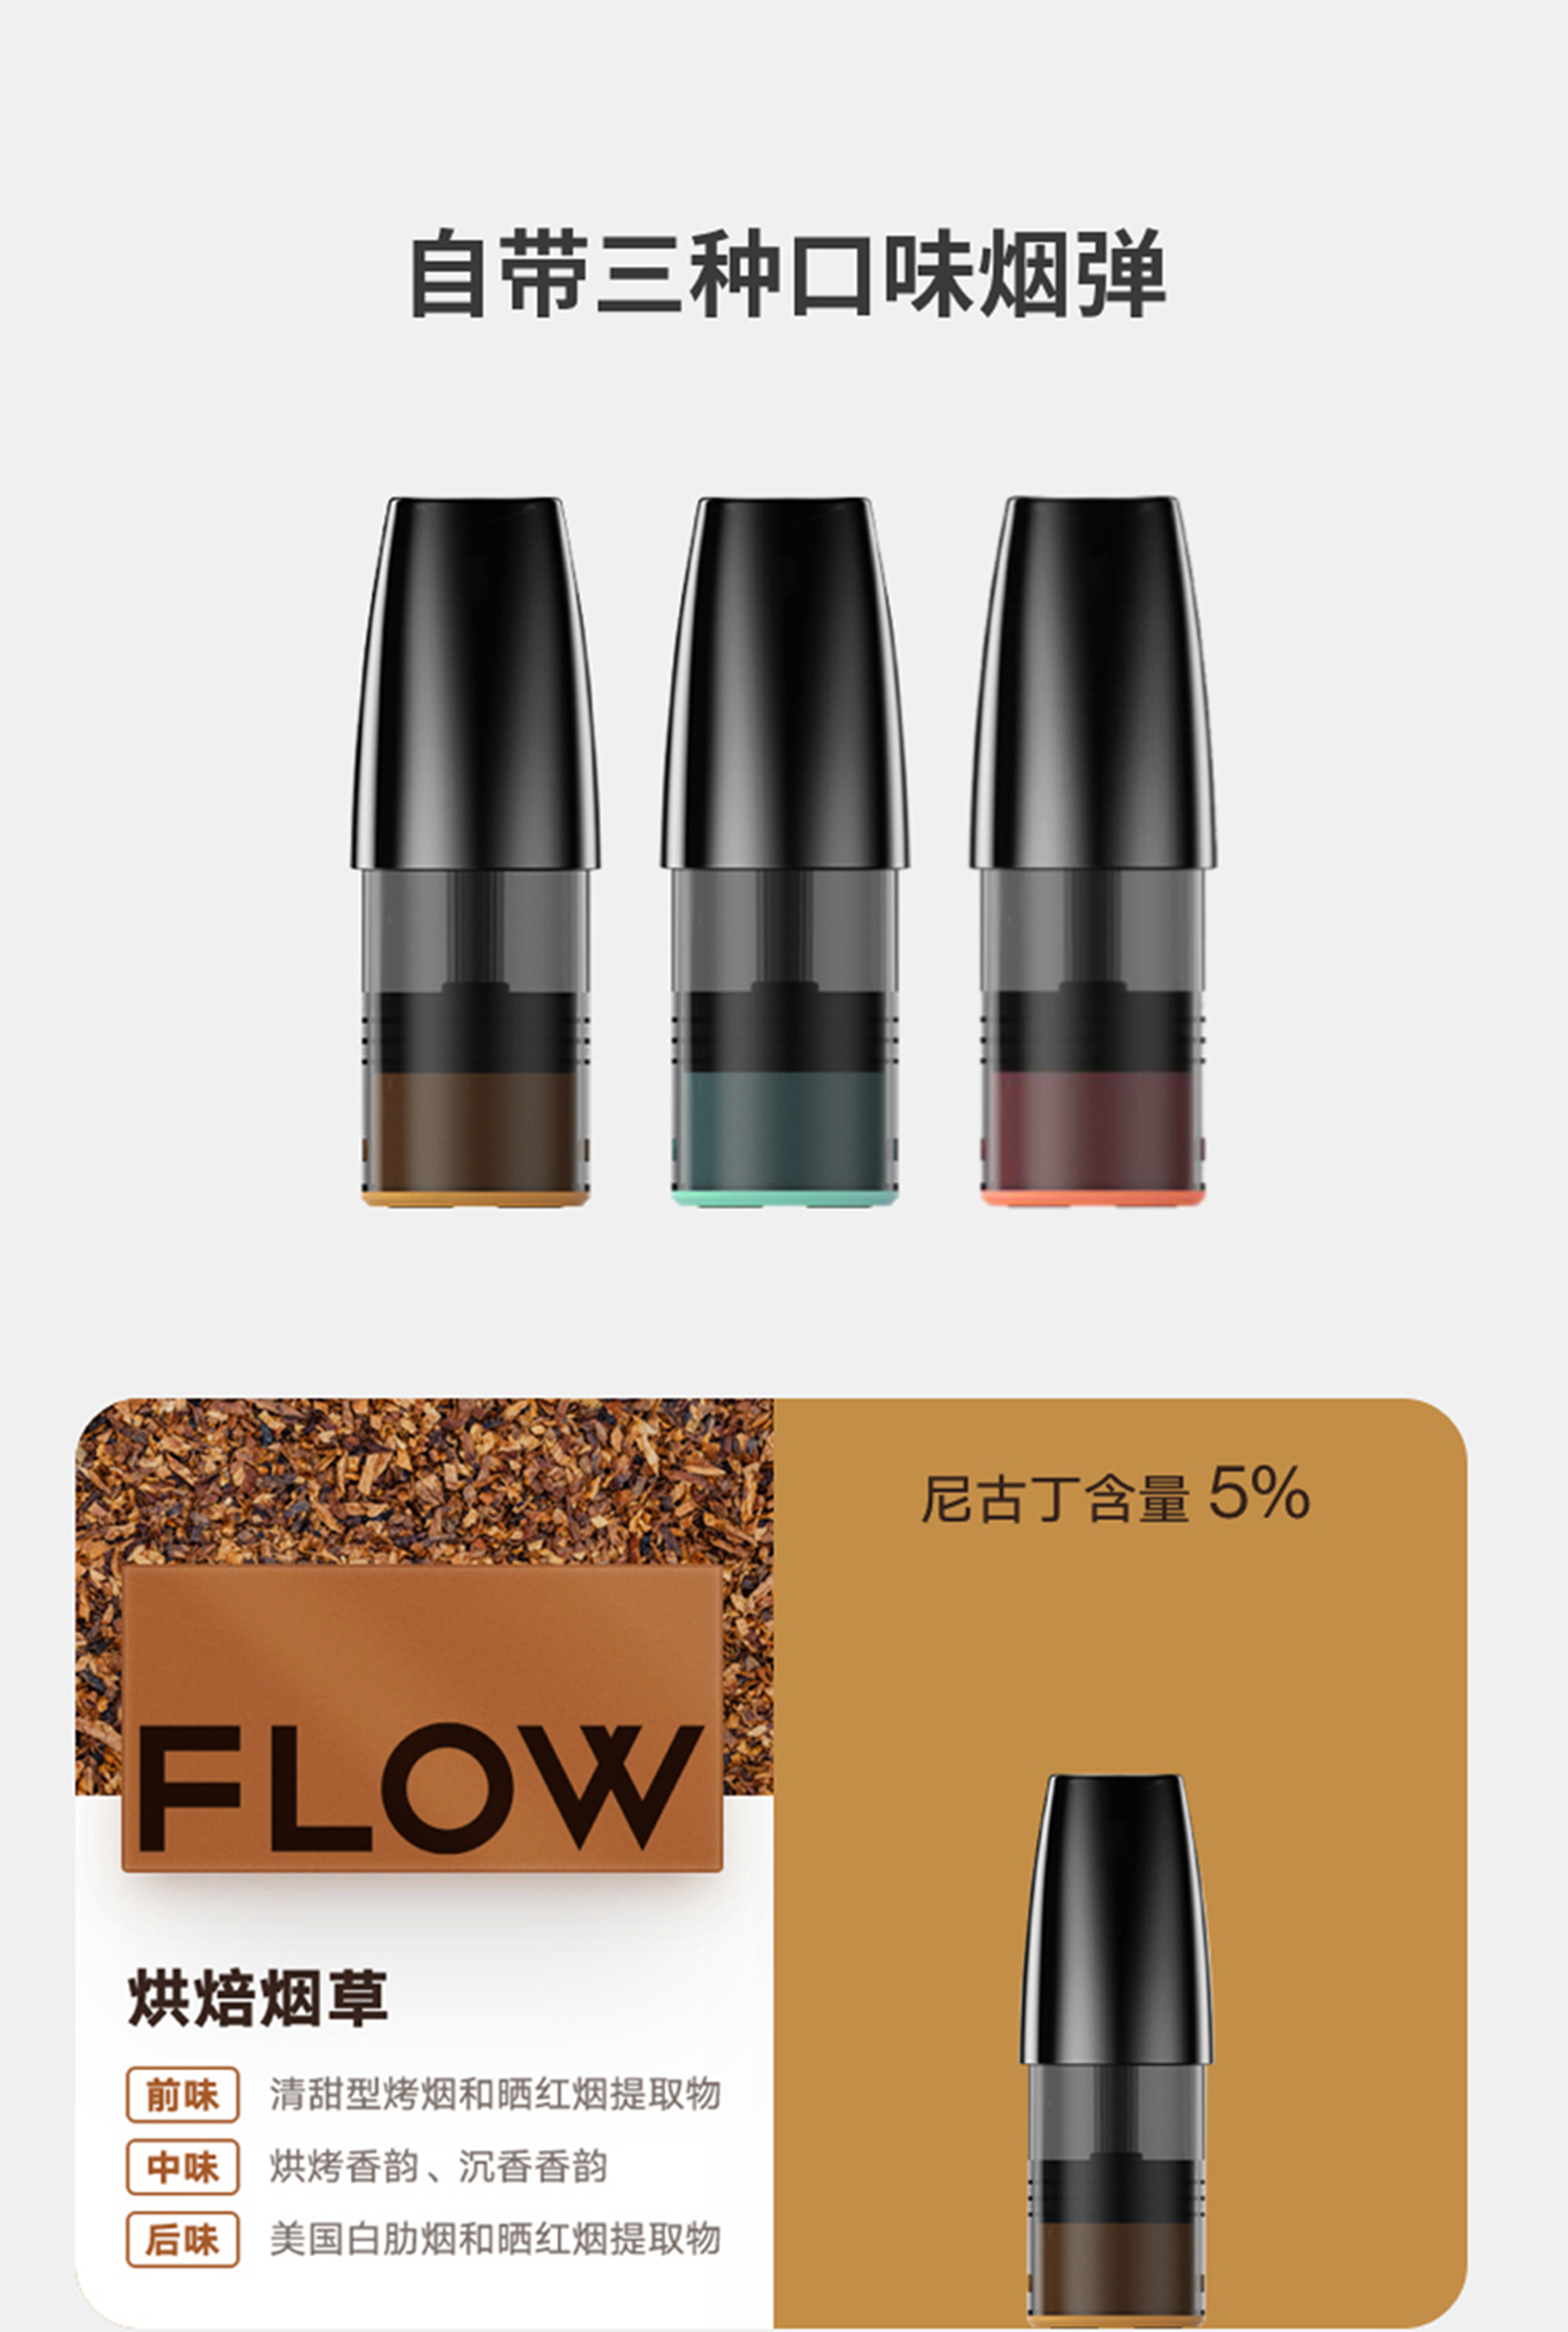 自带三种口味烟弹
尼古丁含量 5%
FLOW
烘焙烟草
前味 清甜型烤烟和晒红烟提取物
中味 烘烤香韵、沉香香韵
后味 美国白肋烟和晒红烟提取物